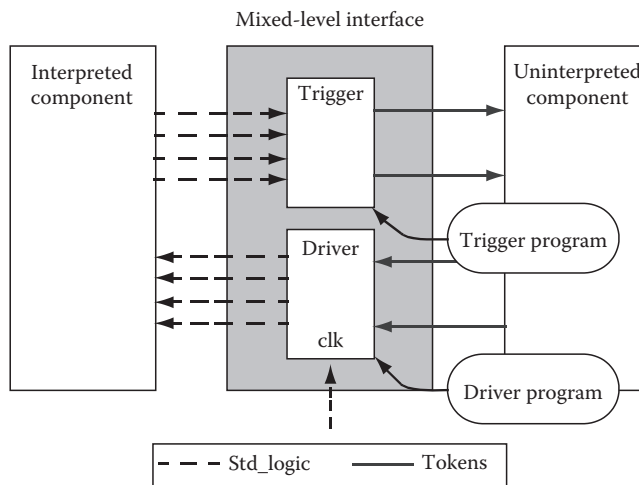 Mixed-level interface
Interpreted
component
Trigger
Uninterpreted
component
Trigger program
Driver
clk
Driver program
Std_logic
Tokens